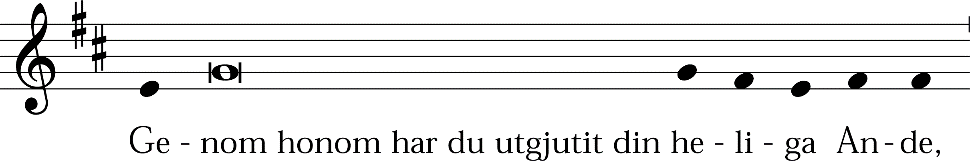 Ge - nom honom har du utgjutit din he - li - ga An - de,